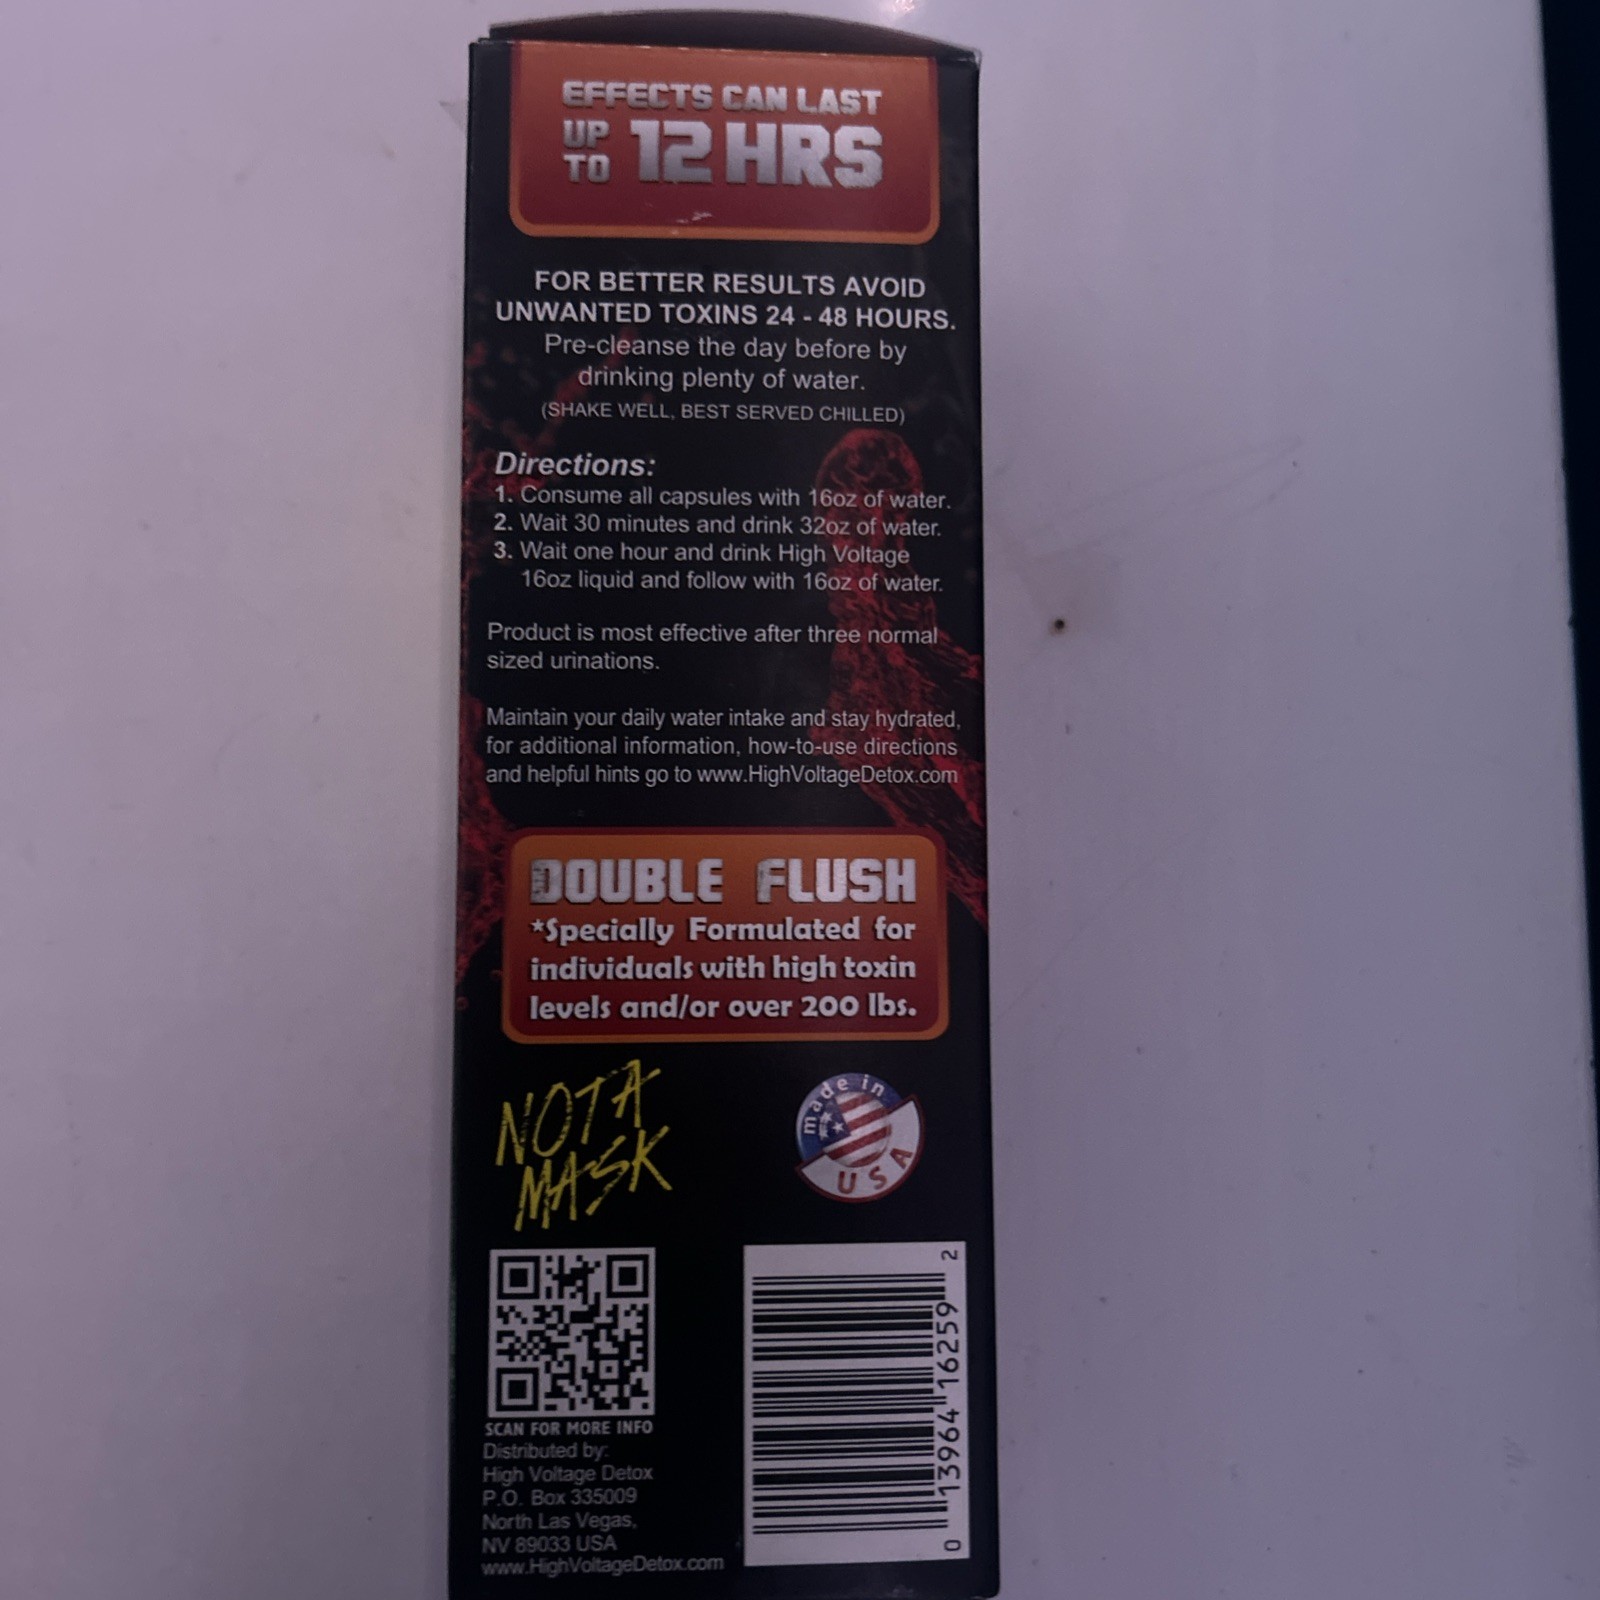 EFFECTS CAN LAST
UP TO 12 HRS
FOR BETTER RESULTS AVOID
UNWANTED TOXINS 24 - 48 HOURS.
Pre-cleanse the day before by
drinking plenty of water.
(SHAKE WELL, BEST SERVED CHILLED)
Directions:
1. Consume all capsules with 16oz of water.
2. Wait 30 minutes and drink 32oz of water.
3. Wait one hour and drink High Voltage
16oz liquid and follow with 16oz of water.
Product is most effective after three normal
sized urinations.
Maintain your daily water intake and stay hydrated,
for additional information, how-to-use directions
and helpful hints go to www.HighVoltageDetox.com
DOUBLE FLUSH
*Specially Formulated for
individuals with high toxin
levels and/or over 200 lbs.
NOT A
MASK
made in
USA
SCAN FOR MORE INFO
Distributed by:
High Voltage Detox
P.O. Box 335009
North Las Vegas,
NV 89033 USA
www.HighVoltageDetox.com
0 13964 16259 2